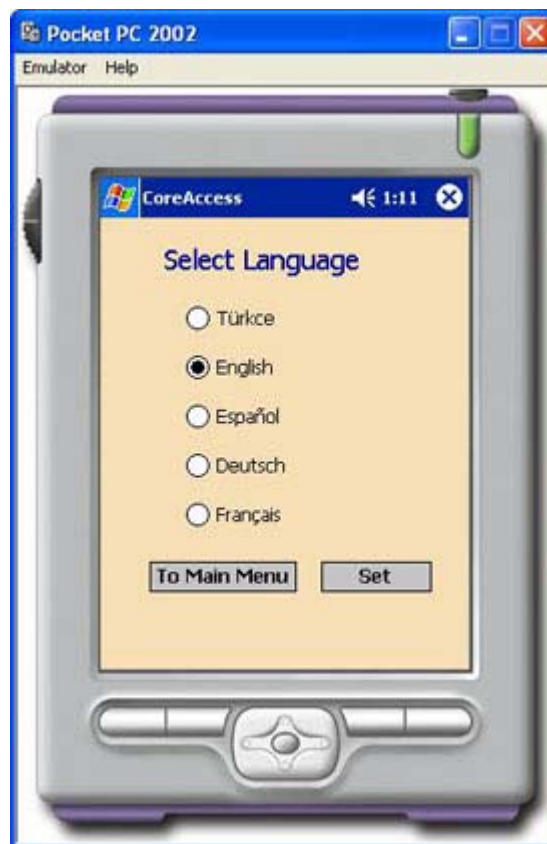 Pocket PC 2002
Emulator Help
CoreAccess 1:11
Select Language
Türkce
English
Español
Deutsch
Français
To Main Menu Set